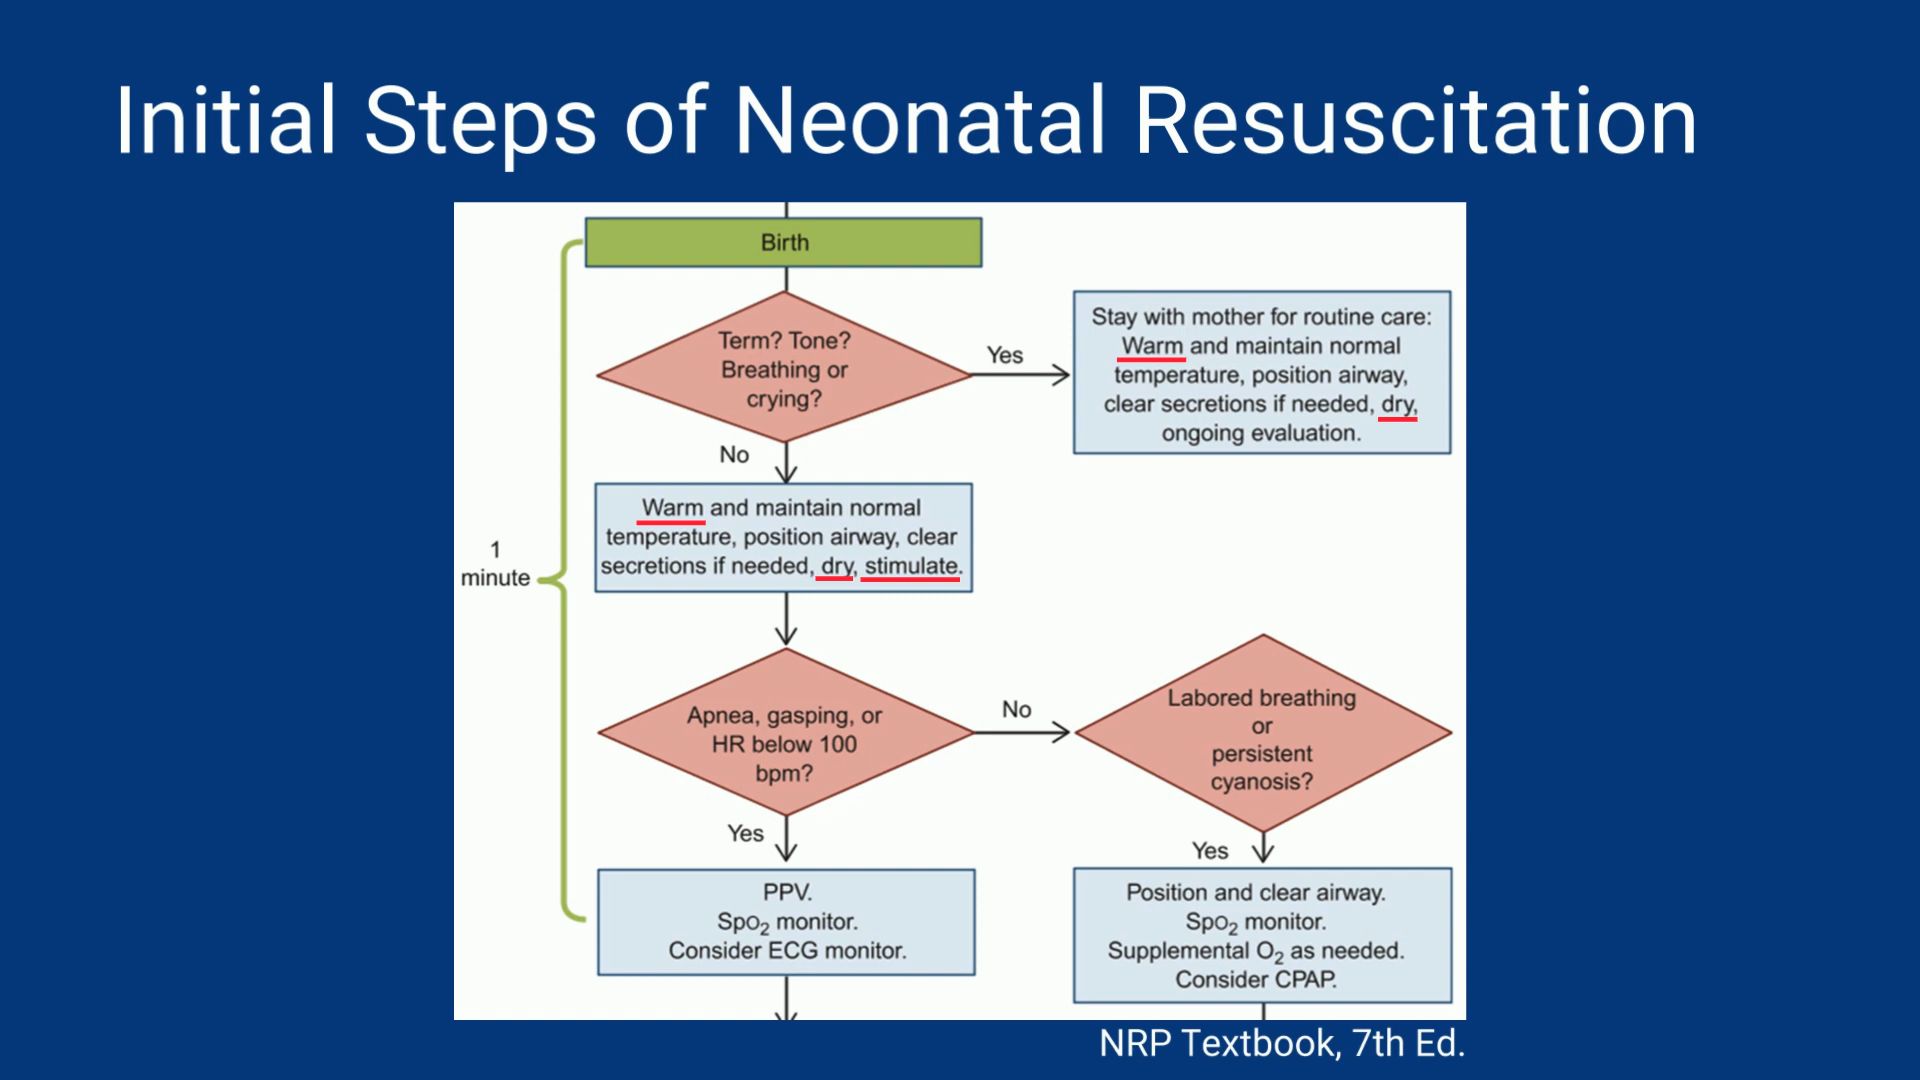 Initial Steps of Neonatal Resuscitation
Birth
Term? Tone?
Breathing or
crying?
Yes
Stay with mother for routine care:
Warm and maintain normal
temperature, position airway,
clear secretions if needed, dry,
ongoing evaluation.
No
Warm and maintain normal
temperature, position airway, clear
secretions if needed, dry, stimulate.
1
minute
Apnea, gasping, or
HR below 100
bpm?
No
Labored breathing
or
persistent
cyanosis?
Yes
PPV.
SpO₂ monitor.
Consider ECG monitor.
Yes
Position and clear airway.
SpO₂ monitor.
Supplemental O₂ as needed.
Consider CPAP.
NRP Textbook, 7th Ed.